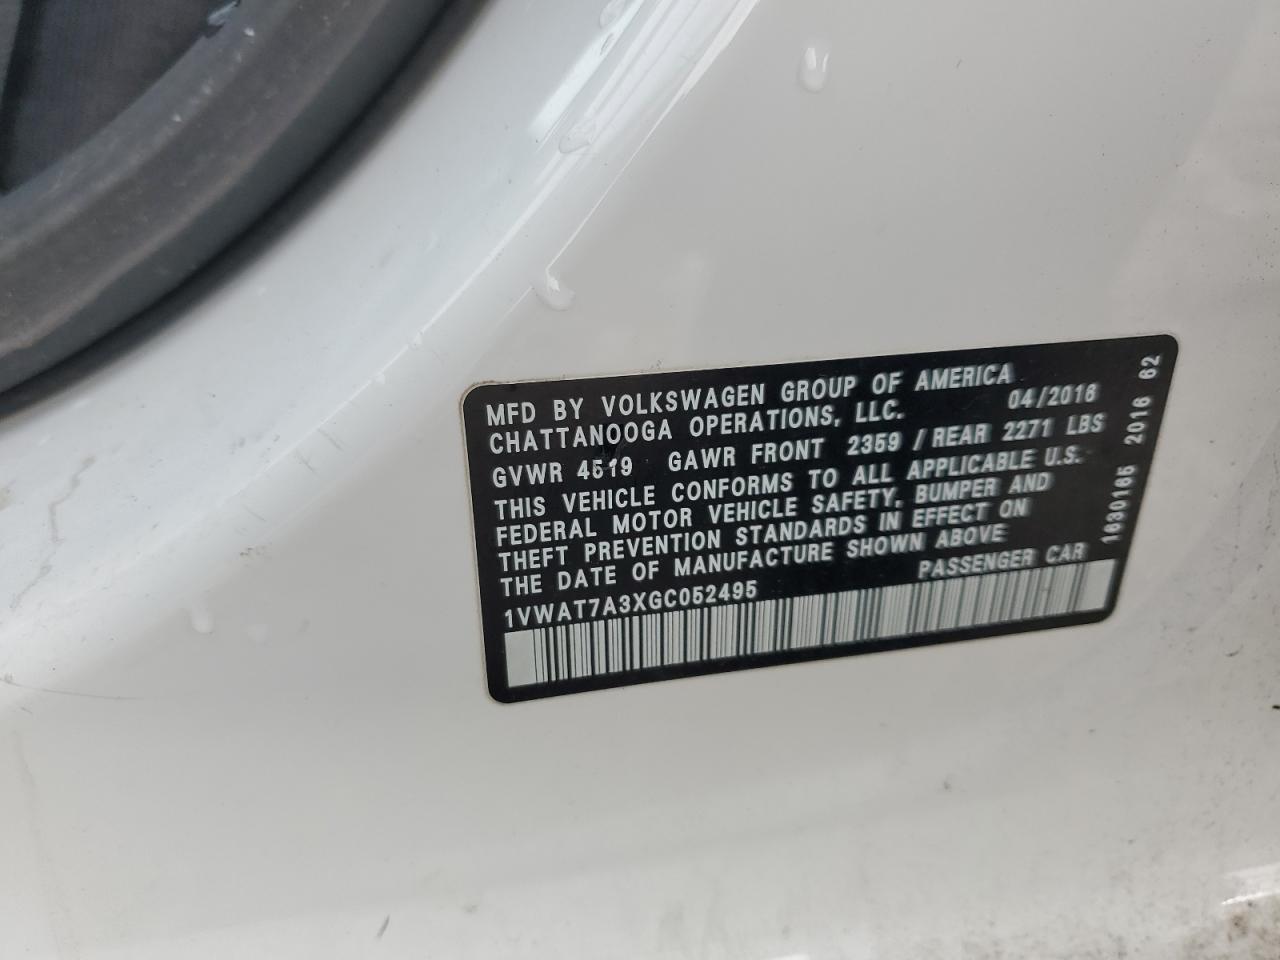 MFD BY VOLKSWAGEN GROUP OF AMERICA
CHATTANOOGA OPERATIONS, LLC. 04/2016
GVWR 4519 GAWR FRONT 2359 / REAR 2271 LBS
THIS VEHICLE CONFORMS TO ALL APPLICABLE U.S.
FEDERAL MOTOR VEHICLE SAFETY, BUMPER AND
THEFT PREVENTION STANDARDS IN EFFECT ON
THE DATE OF MANUFACTURE SHOWN ABOVE
1VWAT7A3XGC052495 PASSENGER CAR
1630165 2016 62